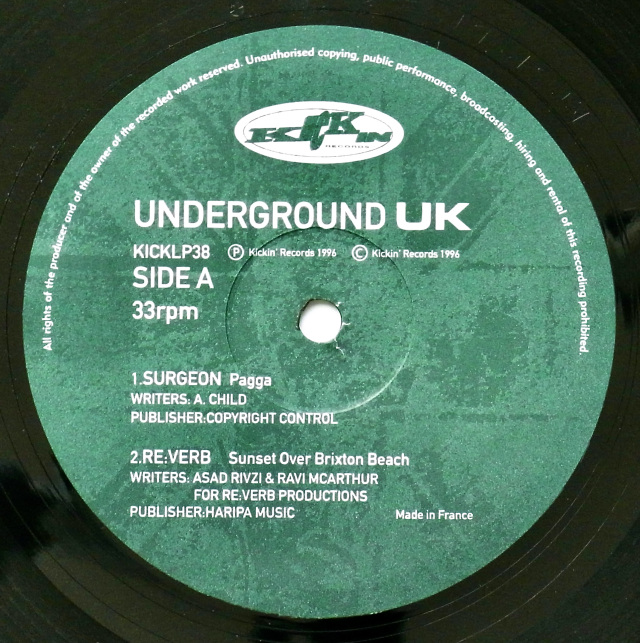 All rights of the producer and of the owner of the recorded work reserved. Unauthorised copying, public performance, broadcasting, hiring and rental of this recording prohibited.
KICKIN
RECORDS
UNDERGROUND UK
KICKLP38 Ⓟ Kickin' Records 1996 © Kickin' Records 1996
SIDE A
33rpm
1.SURGEON Pagga
WRITERS: A. CHILD
PUBLISHER:COPYRIGHT CONTROL
2.RE:VERB Sunset Over Brixton Beach
WRITERS: ASAD RIVZI & RAVI MCARTHUR
FOR RE:VERB PRODUCTIONS
PUBLISHER:HARIPA MUSIC Made in France